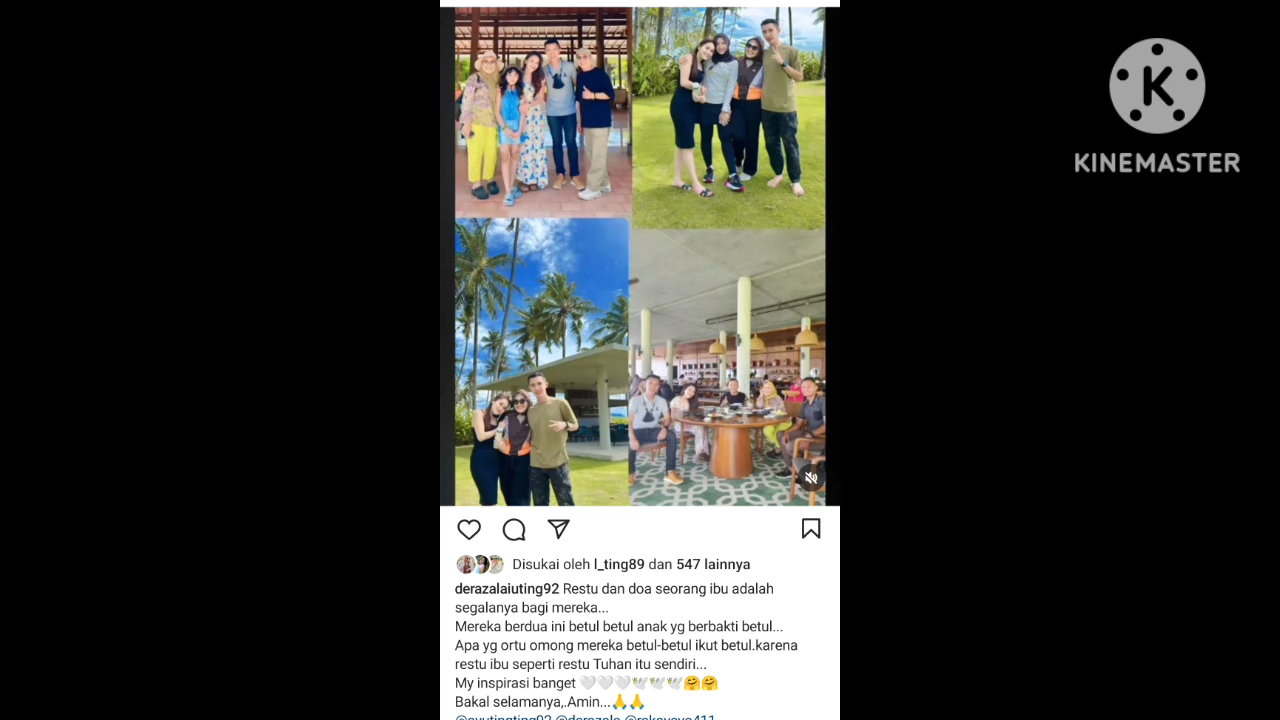 KINEMASTER
Disukai oleh l_ting89 dan 547 lainnya
derazalaiuting92 Restu dan doa seorang ibu adalah
segalanya bagi mereka...
Mereka berdua ini betul betul anak yg berbakti betul...
Apa yg ortu omong mereka betul-betul ikut betul.karena
restu ibu seperti restu Tuhan itu sendiri...
My inspirasi banget 🤍🤍🤍🕊️🕊️🕊️🤗🤗
Bakal selamanya,.Amin...🙏🙏
@ayutingting92 @derazala